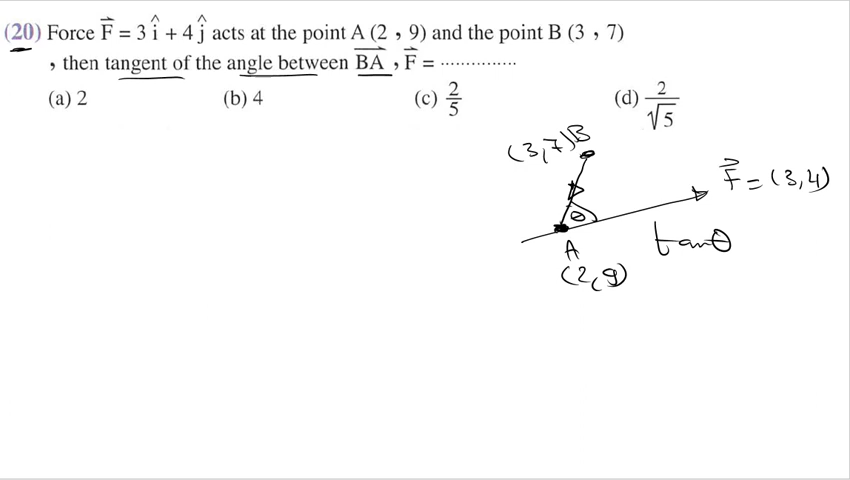 (20) Force F⃗ = 3 î + 4 ĵ acts at the point A (2 , 9) and the point B (3 , 7)
, then tangent of the angle between BA⃗ , F⃗ = ...............
(a) 2 (b) 4 (c) 2/5 (d) 2/√5
(3,7)B
F⃗ = (3,4)
θ
tanθ
A
(2,9)